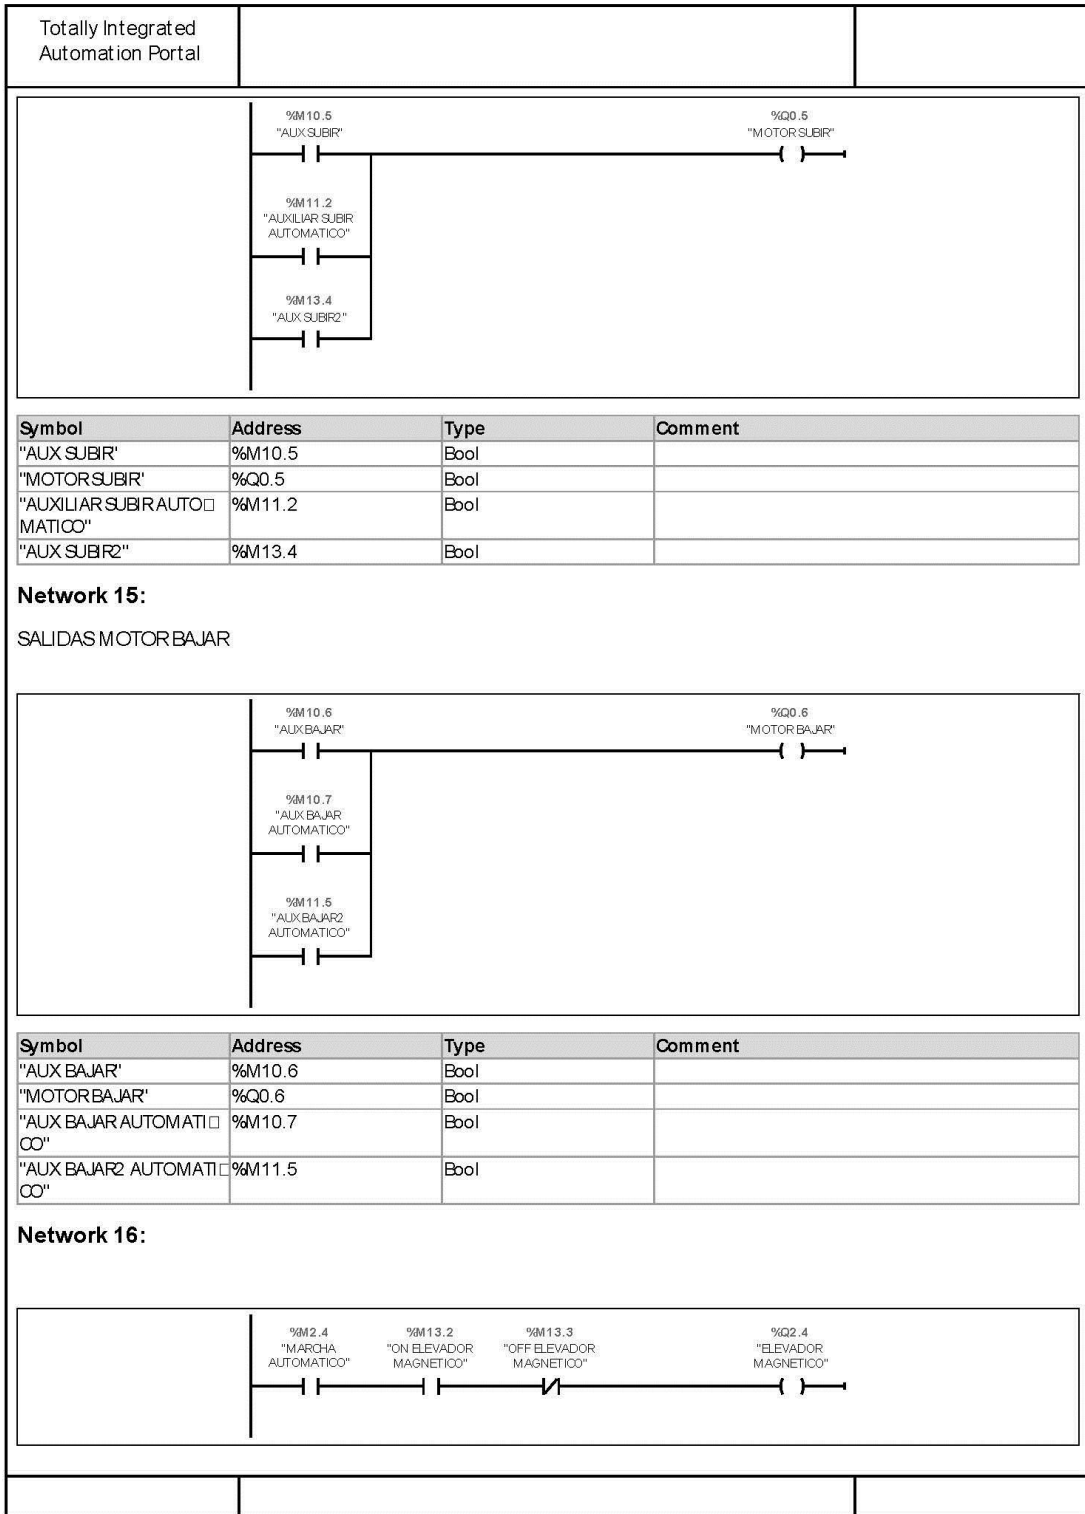 Totally Integrated
Automation Portal
%M10.5
"AUX SUBIR"
%Q0.5
"MOTOR SUBIR"
%M11.2
"AUXILIAR SUBIR
AUTOMATICO"
%M13.4
"AUX SUBIR2"
Symbol Address Type Comment
"AUX SUBIR" %M10.5 Bool
"MOTOR SUBIR" %Q0.5 Bool
"AUXILIAR SUBIR AUTO□ %M11.2 Bool
MATICO"
"AUX SUBIR2" %M13.4 Bool
Network 15:
SALIDAS MOTOR BAJAR
%M10.6
"AUX BAJAR"
%Q0.6
"MOTOR BAJAR"
%M10.7
"AUX BAJAR
AUTOMATICO"
%M11.5
"AUX BAJAR2
AUTOMATICO"
Symbol Address Type Comment
"AUX BAJAR" %M10.6 Bool
"MOTOR BAJAR" %Q0.6 Bool
"AUX BAJAR AUTOMATI□ %M10.7 Bool
CO"
"AUX BAJAR2 AUTOMATI□ %M11.5 Bool
CO"
Network 16:
%M2.4 %M13.2 %M13.3 %Q2.4
"MARCHA "ON ELEVADOR "OFF ELEVADOR "ELEVADOR
AUTOMATICO" MAGNETICO" MAGNETICO" MAGNETICO"